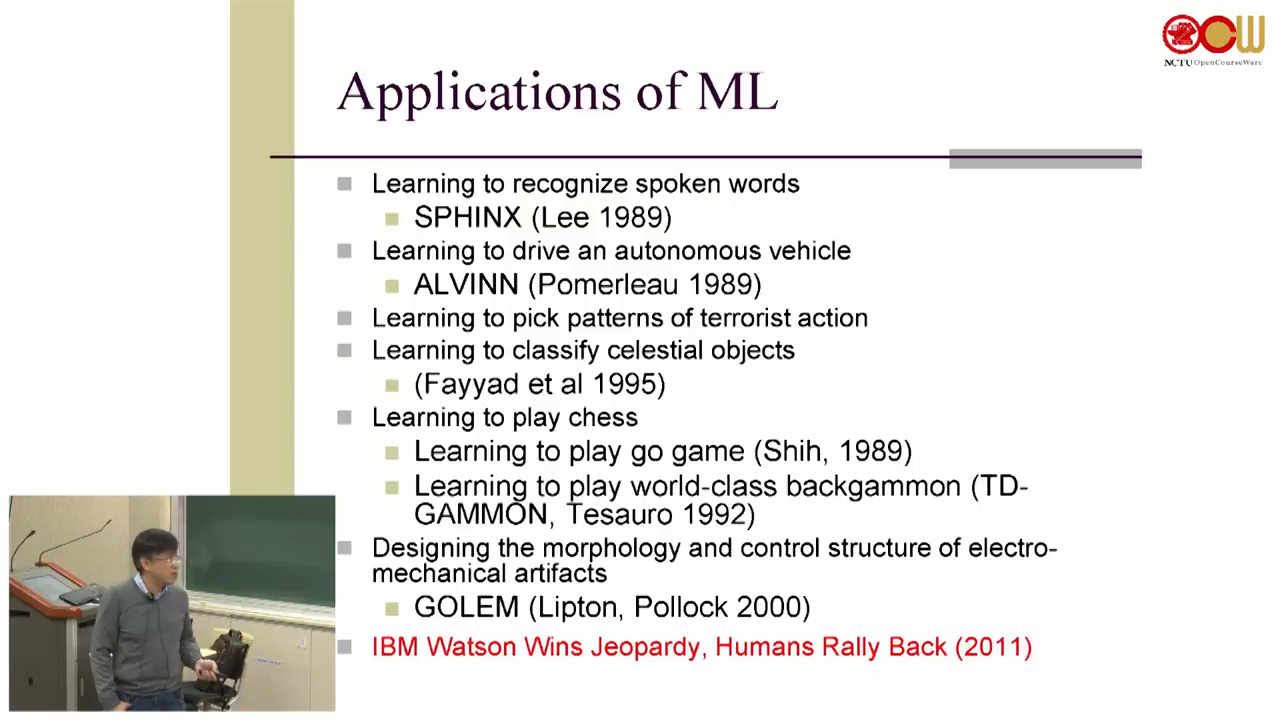 NCTU OpenCourseWare
Applications of ML
Learning to recognize spoken words
SPHINX (Lee 1989)
Learning to drive an autonomous vehicle
ALVINN (Pomerleau 1989)
Learning to pick patterns of terrorist action
Learning to classify celestial objects
(Fayyad et al 1995)
Learning to play chess
Learning to play go game (Shih, 1989)
Learning to play world-class backgammon (TD-
GAMMON, Tesauro 1992)
Designing the morphology and control structure of electro-
mechanical artifacts
GOLEM (Lipton, Pollock 2000)
IBM Watson Wins Jeopardy, Humans Rally Back (2011)